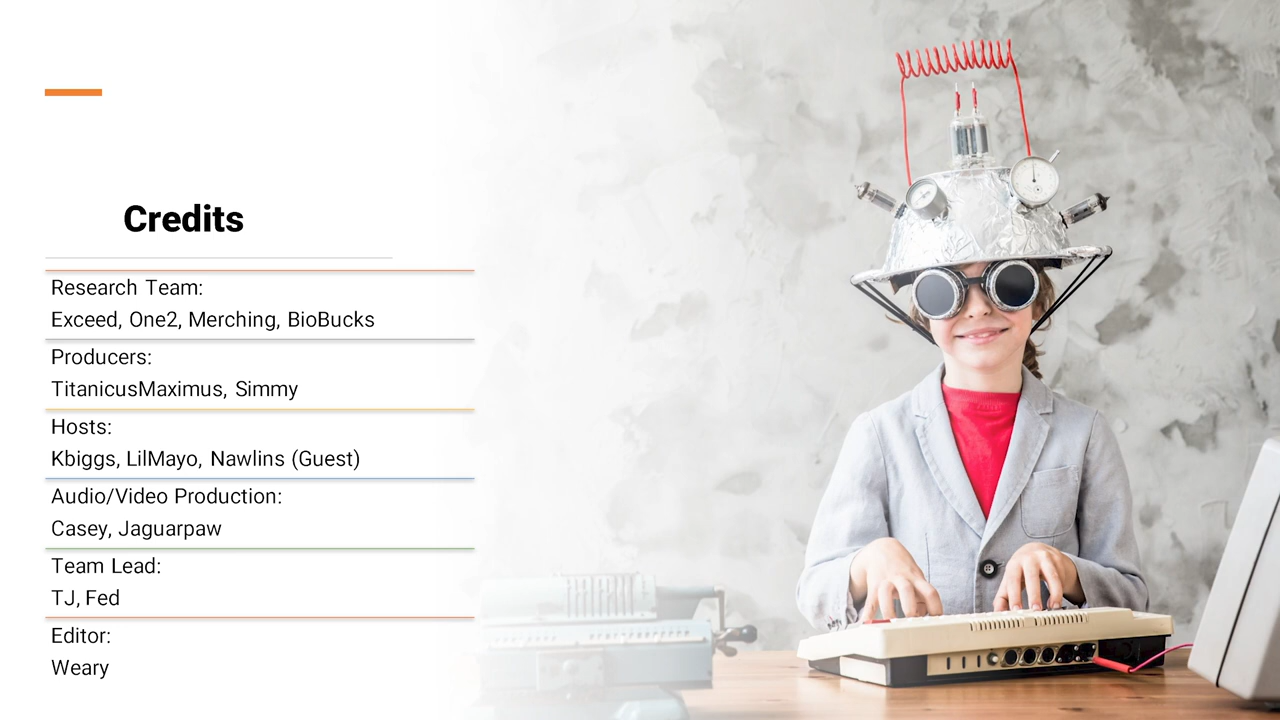 Credits
Research Team:
Exceed, One2, Merching, BioBucks
Producers:
TitanicusMaximus, Simmy
Hosts:
Kbiggs, LilMayo, Nawlins (Guest)
Audio/Video Production:
Casey, Jaguarpaw
Team Lead:
TJ, Fed
Editor:
Weary